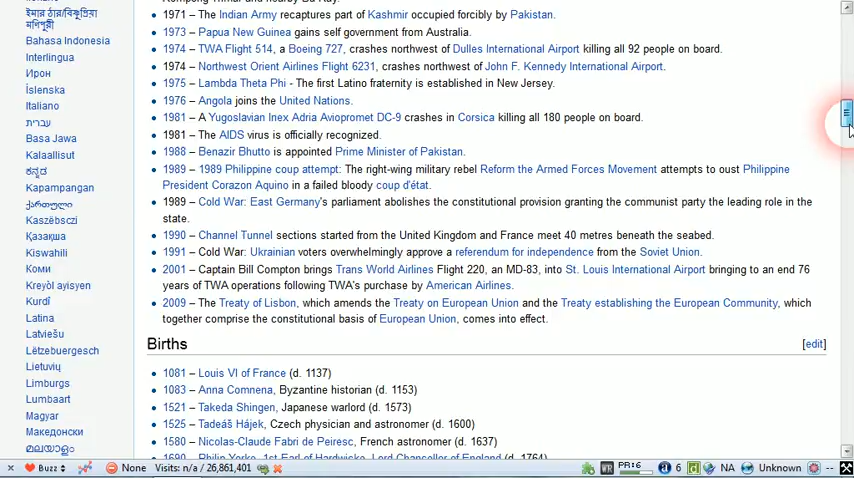 ইমার ঠার/বিষ্ণুপ্রিয়া
মণিপুরী
Bahasa Indonesia
Interlingua
Ирон
Íslenska
Italiano
עברית
Basa Jawa
Kalaallisut
ಕನ್ನಡ
Kapampangan
ქართული
Kaszëbsczi
Қазақша
Kiswahili
Коми
Kreyòl ayisyen
Kurdî
Latina
Latviešu
Lëtzebuergesch
Lietuvių
Limburgs
Lumbaart
Magyar
Македонски
മലയാളം
1971 – The Indian Army recaptures part of Kashmir occupied forcibly by Pakistan.
1973 – Papua New Guinea gains self government from Australia.
1974 – TWA Flight 514, a Boeing 727, crashes northwest of Dulles International Airport killing all 92 people on board.
1974 – Northwest Orient Airlines Flight 6231, crashes northwest of John F. Kennedy International Airport.
1975 – Lambda Theta Phi - The first Latino fraternity is established in New Jersey.
1976 – Angola joins the United Nations.
1981 – A Yugoslavian Inex Adria Aviopromet DC-9 crashes in Corsica killing all 180 people on board.
1981 – The AIDS virus is officially recognized.
1988 – Benazir Bhutto is appointed Prime Minister of Pakistan.
1989 – 1989 Philippine coup attempt: The right-wing military rebel Reform the Armed Forces Movement attempts to oust Philippine
President Corazon Aquino in a failed bloody coup d'état.
1989 – Cold War: East Germany's parliament abolishes the constitutional provision granting the communist party the leading role in the
state.
1990 – Channel Tunnel sections started from the United Kingdom and France meet 40 metres beneath the seabed.
1991 – Cold War: Ukrainian voters overwhelmingly approve a referendum for independence from the Soviet Union.
2001 – Captain Bill Compton brings Trans World Airlines Flight 220, an MD-83, into St. Louis International Airport bringing to an end 76
years of TWA operations following TWA's purchase by American Airlines.
2009 – The Treaty of Lisbon, which amends the Treaty on European Union and the Treaty establishing the European Community, which
together comprise the constitutional basis of European Union, comes into effect.
Births [edit]
1081 – Louis VI of France (d. 1137)
1083 – Anna Comnena, Byzantine historian (d. 1153)
1521 – Takeda Shingen, Japanese warlord (d. 1573)
1525 – Tadeáš Hájek, Czech physician and astronomer (d. 1600)
1580 – Nicolas-Claude Fabri de Peiresc, French astronomer (d. 1637)
1690 – Philip Yorke, 1st Earl of Hardwicke, Lord Chancellor of England (d. 1764)
Buzz None Visits: n/a / 26,861,401 WR PR: 6 a 6 d NA Unknown